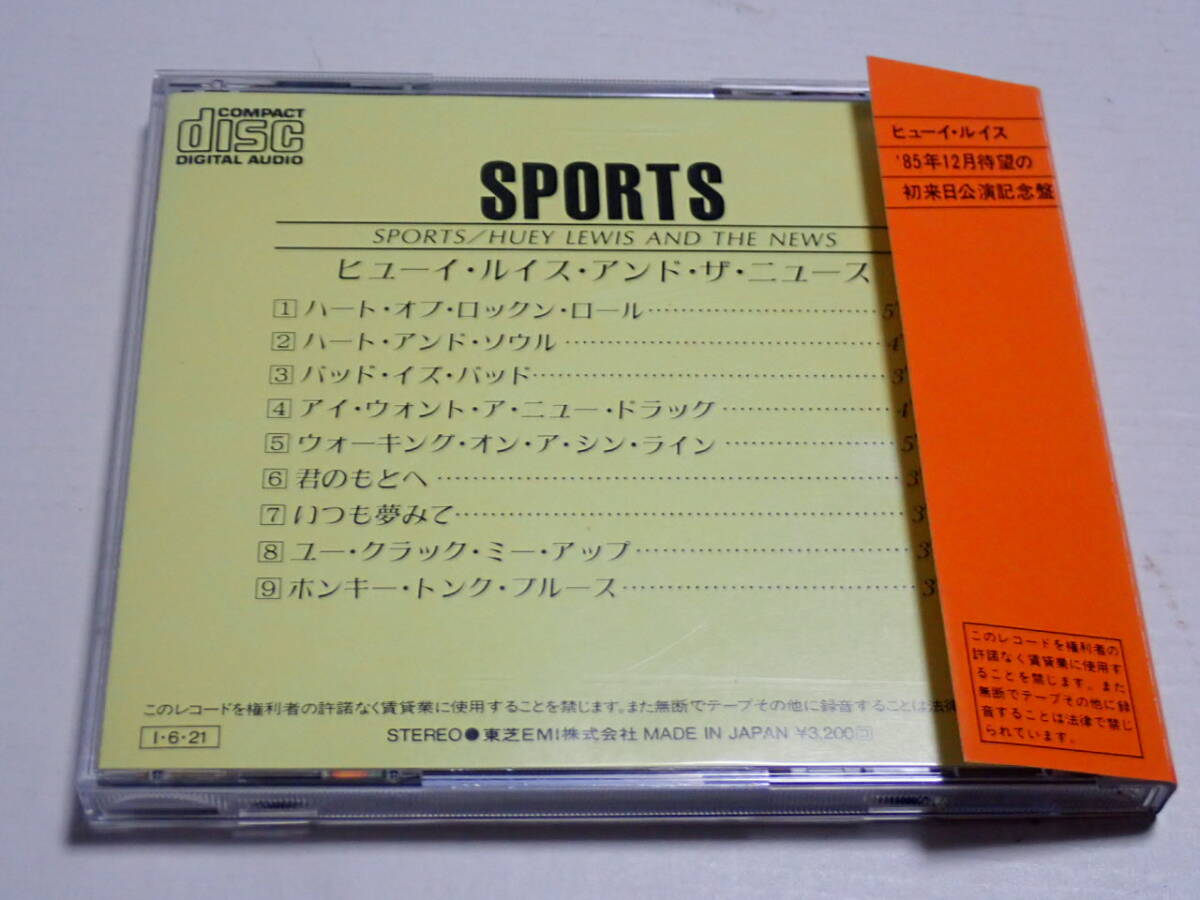 COMPACT
disc
DIGITAL AUDIO
SPORTS
SPORTS/HUEY LEWIS AND THE NEWS
ヒューイ・ルイス・アンド・ザ・ニュース
1 ハート・オブ・ロックン・ロール 5'
2 ハート・アンド・ソウル 4'
3 バッド・イズ・バッド 3'
4 アイ・ウォント・ア・ニュー・ドラッグ 4'
5 ウォーキング・オン・ア・シン・ライン 5'
6 君のもとへ 3'
7 いつも夢みて 3'
8 ユー・クラック・ミー・アップ 3'
9 ホンキー・トンク・ブルース 3
このレコードを権利者の許諾なく賃貸業に使用することを禁じます。また無断でテープその他に録音することは法律
I・6・21
STEREO●東芝EMI株式会社 MADE IN JAPAN ¥3,200
ヒューイ・ルイス
'85年12月待望の
初来日公演記念盤
このレコードを権利者の
許諾なく賃貸業に使用す
ることを禁じます。また
無断でテープその他に録
音することは法律で禁じ
られています。